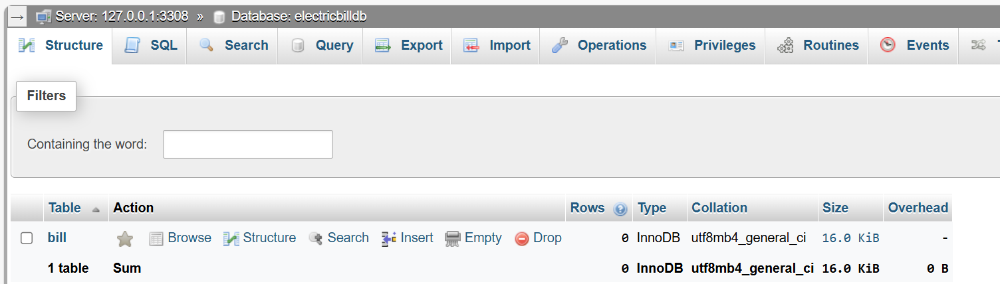 Server: 127.0.0.1:3308 » Database: electricbilldb
Structure SQL Search Query Export Import Operations Privileges Routines Events
Filters
Containing the word:
Table Action Rows Type Collation Size Overhead
bill Browse Structure Search Insert Empty Drop 0 InnoDB utf8mb4_general_ci 16.0 KiB -
1 table Sum 0 InnoDB utf8mb4_general_ci 16.0 KiB 0 B